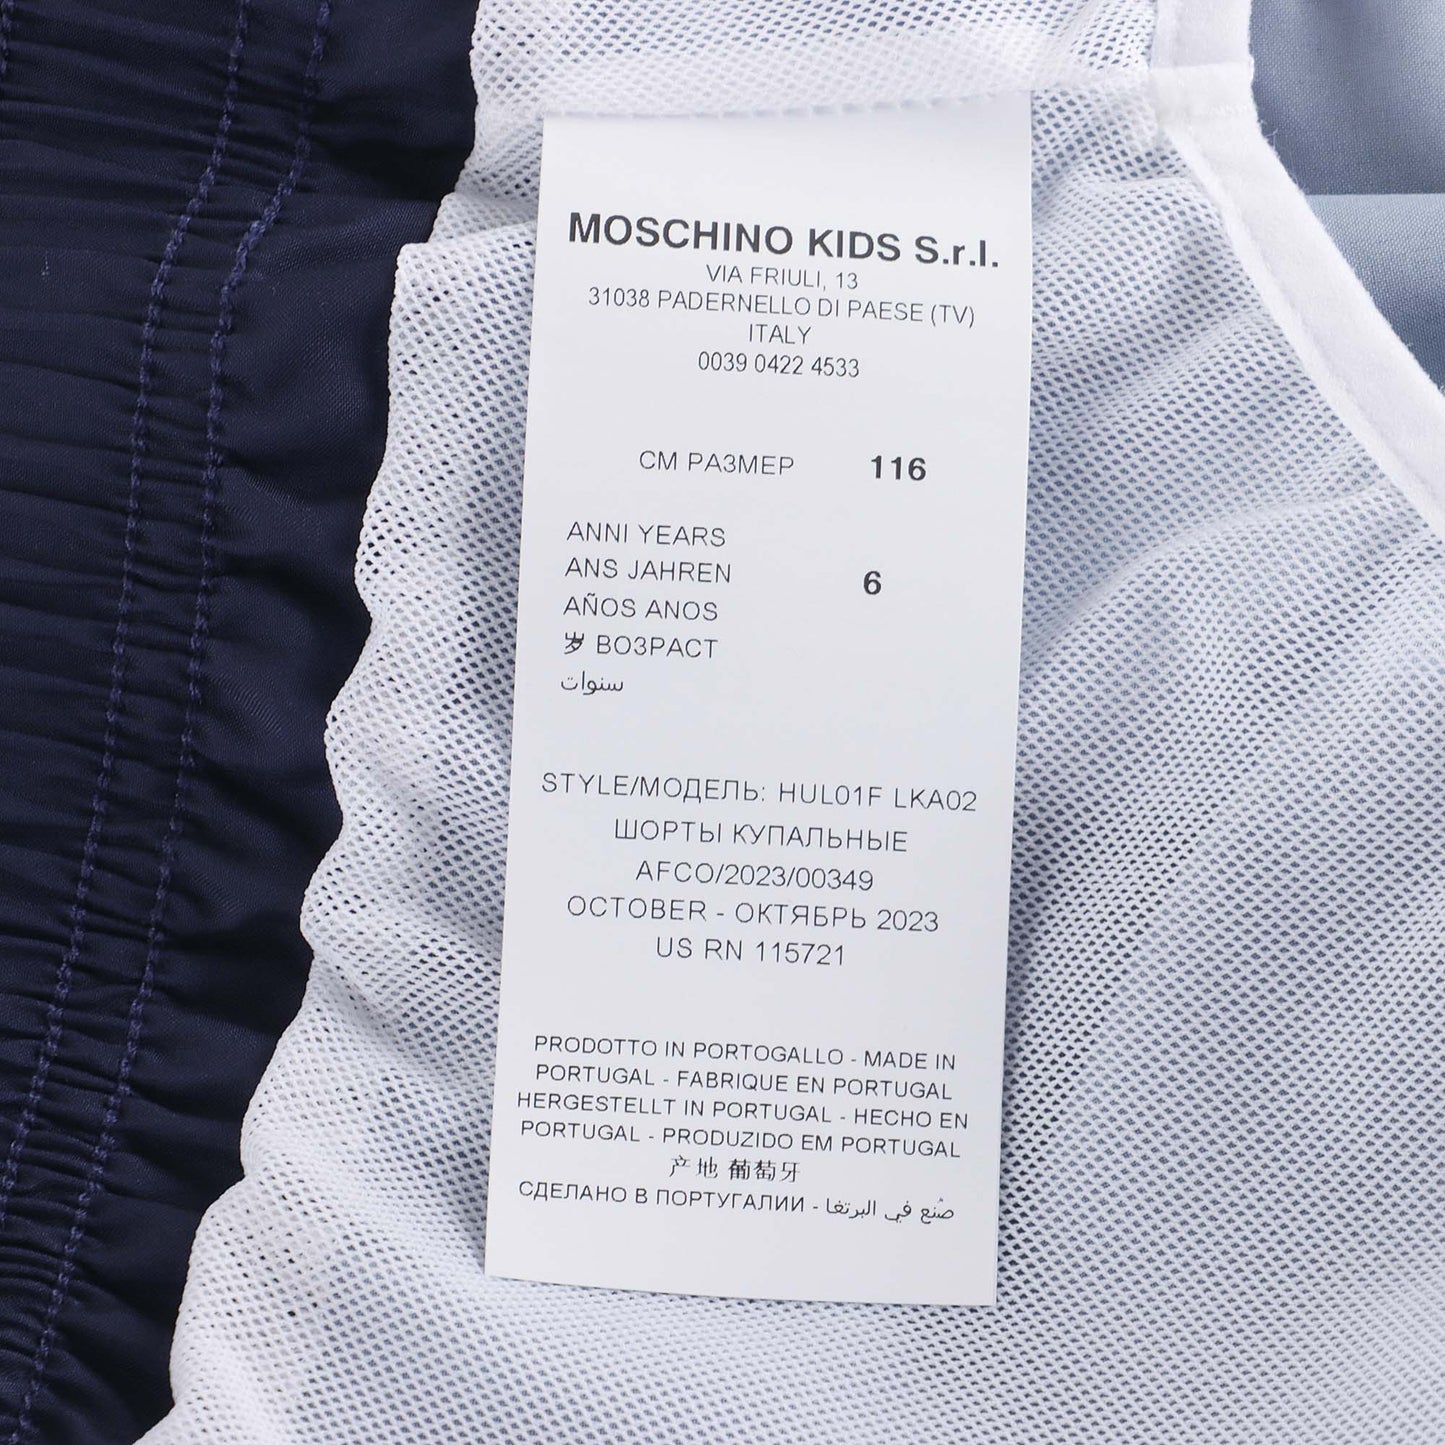 MOSCHINO KIDS S.r.l.
VIA FRIULI, 13
31038 PADERNELLO DI PAESE (TV)
ITALY
0039 0422 4533
СМ РАЗМЕР 116
ANNI YEARS
ANS JAHREN
AÑOS ANOS
岁 ВОЗРАСТ
سنوات
6
STYLE/МОДЕЛЬ: HUL01F LKA02
ШОРТЫ КУПАЛЬНЫЕ
AFCO/2023/00349
OCTOBER - ОКТЯБРЬ 2023
US RN 115721
PRODOTTO IN PORTOGALLO - MADE IN
PORTUGAL - FABRIQUE EN PORTUGAL
HERGESTELLT IN PORTUGAL - HECHO EN
PORTUGAL - PRODUZIDO EM PORTUGAL
产地 葡萄牙
СДЕЛАНО В ПОРТУГАЛИИ - صُنع في البرتغا